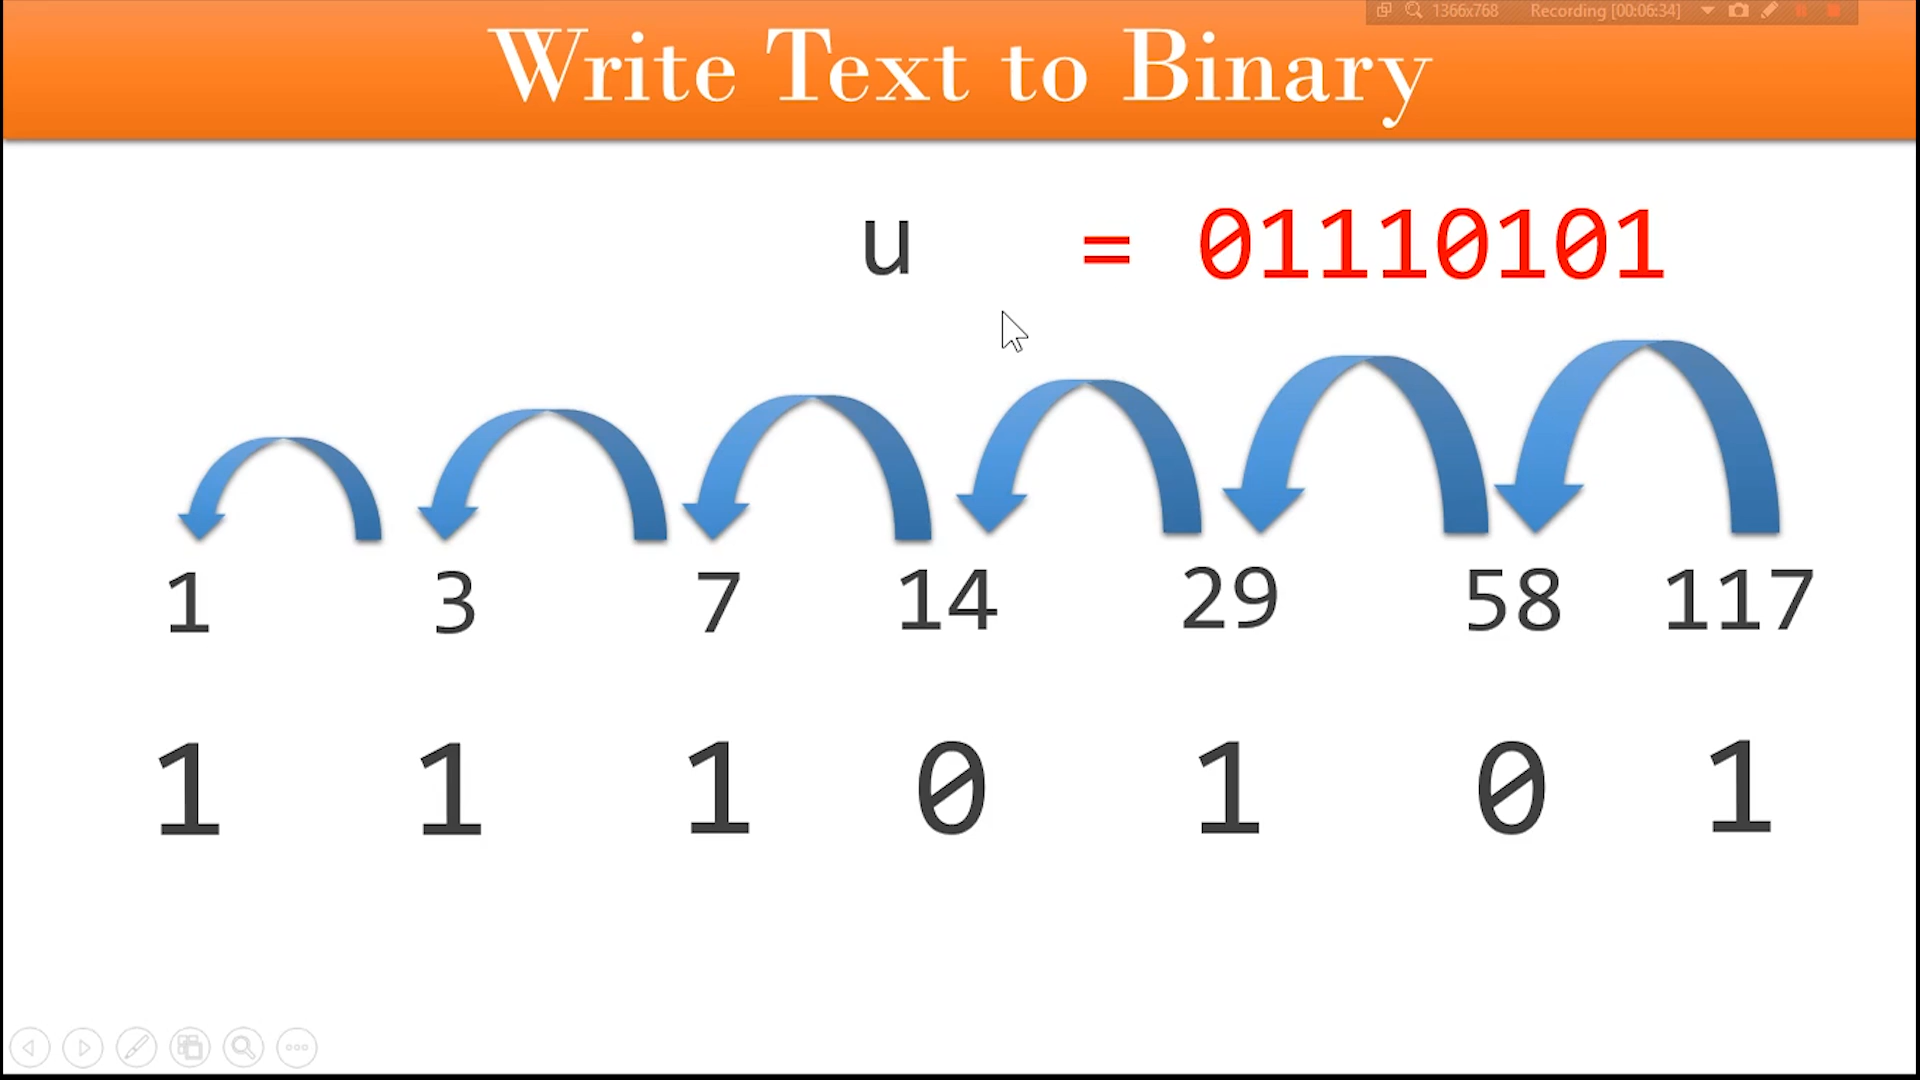 1366x768 Recording [00:06:34]
Write Text to Binary
u = 01110101
1 3 7 14 29 58 117
1 1 1 0 1 0 1